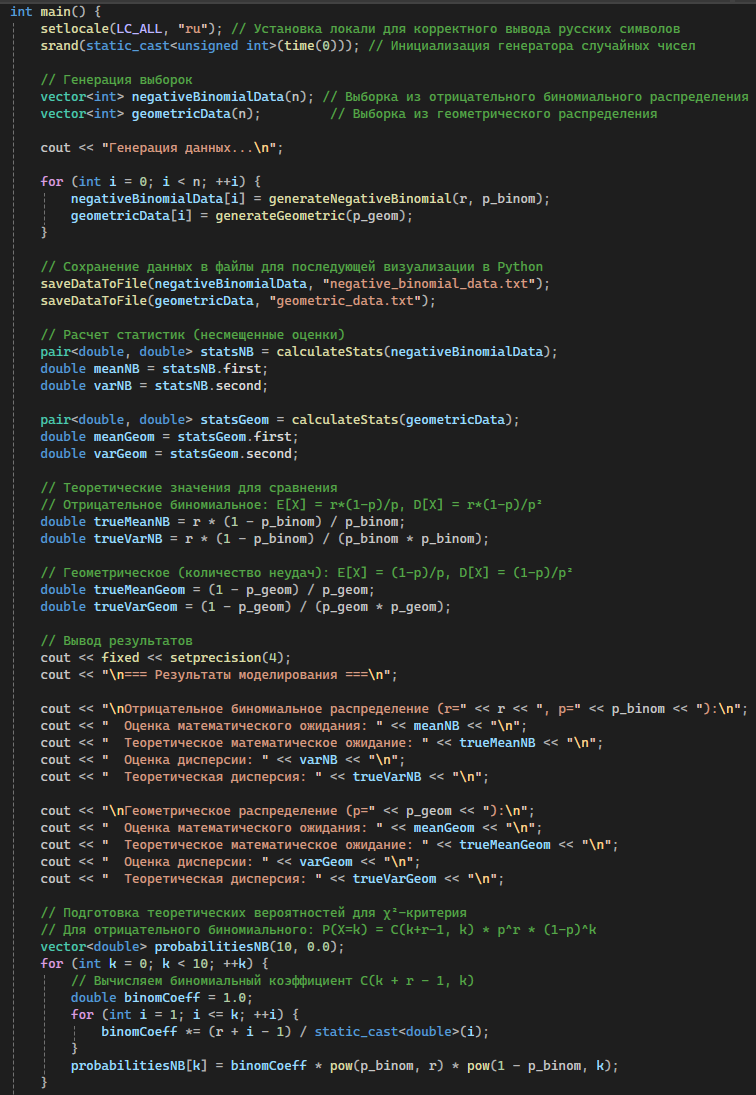 int main() {
    setlocale(LC_ALL, "ru"); // Установка локали для корректного вывода русских символов
    srand(static_cast<unsigned int>(time(0))); // Инициализация генератора случайных чисел

    // Генерация выборок
    vector<int> negativeBinomialData(n); // Выборка из отрицательного биномиального распределения
    vector<int> geometricData(n);         // Выборка из геометрического распределения

    cout << "Генерация данных...\n";

    for (int i = 0; i < n; ++i) {
        negativeBinomialData[i] = generateNegativeBinomial(r, p_binom);
        geometricData[i] = generateGeometric(p_geom);
    }

    // Сохранение данных в файлы для последующей визуализации в Python
    saveDataToFile(negativeBinomialData, "negative_binomial_data.txt");
    saveDataToFile(geometricData, "geometric_data.txt");

    // Расчет статистик (несмещенные оценки)
    pair<double, double> statsNB = calculateStats(negativeBinomialData);
    double meanNB = statsNB.first;
    double varNB = statsNB.second;

    pair<double, double> statsGeom = calculateStats(geometricData);
    double meanGeom = statsGeom.first;
    double varGeom = statsGeom.second;

    // Теоретические значения для сравнения
    // Отрицательное биномиальное: E[X] = r*(1-p)/p, D[X] = r*(1-p)/p²
    double trueMeanNB = r * (1 - p_binom) / p_binom;
    double trueVarNB = r * (1 - p_binom) / (p_binom * p_binom);

    // Геометрическое (количество неудач): E[X] = (1-p)/p, D[X] = (1-p)/p²
    double trueMeanGeom = (1 - p_geom) / p_geom;
    double trueVarGeom = (1 - p_geom) / (p_geom * p_geom);

    // Вывод результатов
    cout << fixed << setprecision(4);
    cout << "\n=== Результаты моделирования ===\n";

    cout << "\nОтрицательное биномиальное распределение (r=" << r << ", p=" << p_binom << "):\n";
    cout << "  Оценка математического ожидания: " << meanNB << "\n";
    cout << "  Теоретическое математическое ожидание: " << trueMeanNB << "\n";
    cout << "  Оценка дисперсии: " << varNB << "\n";
    cout << "  Теоретическая дисперсия: " << trueVarNB << "\n";

    cout << "\nГеометрическое распределение (p=" << p_geom << "):\n";
    cout << "  Оценка математического ожидания: " << meanGeom << "\n";
    cout << "  Теоретическое математическое ожидание: " << trueMeanGeom << "\n";
    cout << "  Оценка дисперсии: " << varGeom << "\n";
    cout << "  Теоретическая дисперсия: " << trueVarGeom << "\n";

    // Подготовка теоретических вероятностей для χ²-критерия
    // Для отрицательного биномиального: P(X=k) = C(k+r-1, k) * p^r * (1-p)^k
    vector<double> probabilitiesNB(10, 0.0);
    for (int k = 0; k < 10; ++k) {
        // Вычисляем биномиальный коэффициент C(k + r - 1, k)
        double binomCoeff = 1.0;
        for (int i = 1; i <= k; ++i) {
            binomCoeff *= (r + i - 1) / static_cast<double>(i);
        }
        probabilitiesNB[k] = binomCoeff * pow(p_binom, r) * pow(1 - p_binom, k);
    }